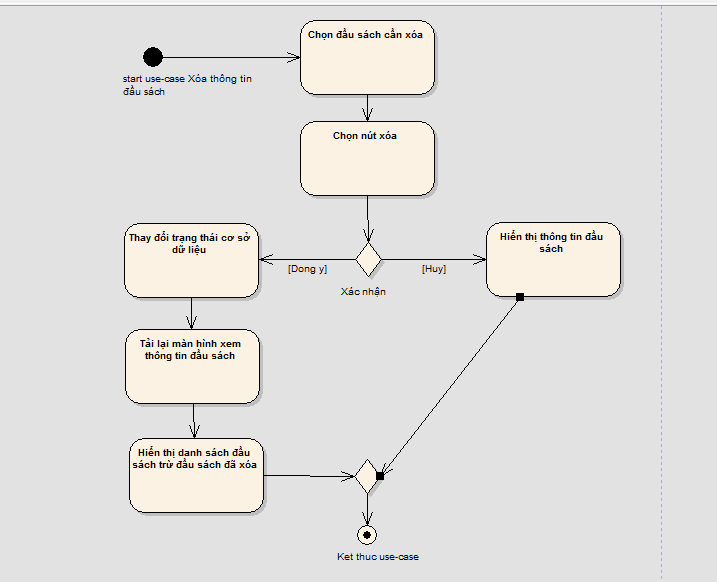 Chọn đầu sách cần xóa
start use-case Xóa thông tin
đầu sách
Chọn nút xóa
Thay đổi trạng thái cơ sở
dữ liệu
Hiển thị thông tin đầu
sách
[Dong y]
[Huy]
Xác nhận
Tải lại màn hình xem
thông tin đầu sách
Hiển thị danh sách đầu
sách trừ đầu sách đã xóa
Ket thuc use-case